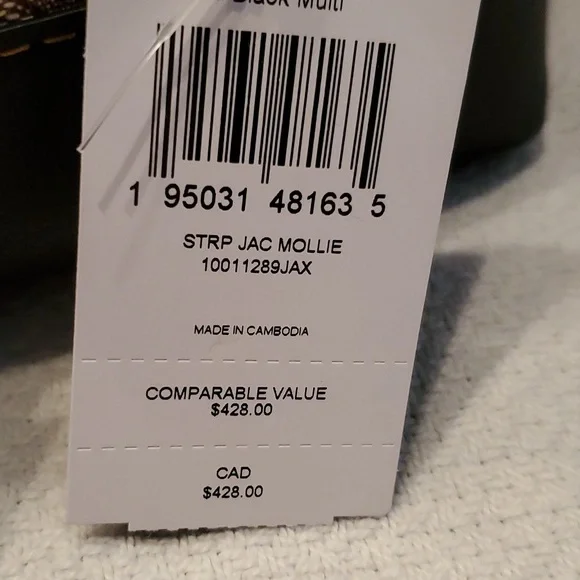 Black Multi
1 95031 48163 5
STRP JAC MOLLIE
10011289JAX
MADE IN CAMBODIA
COMPARABLE VALUE
$428.00
CAD
$428.00